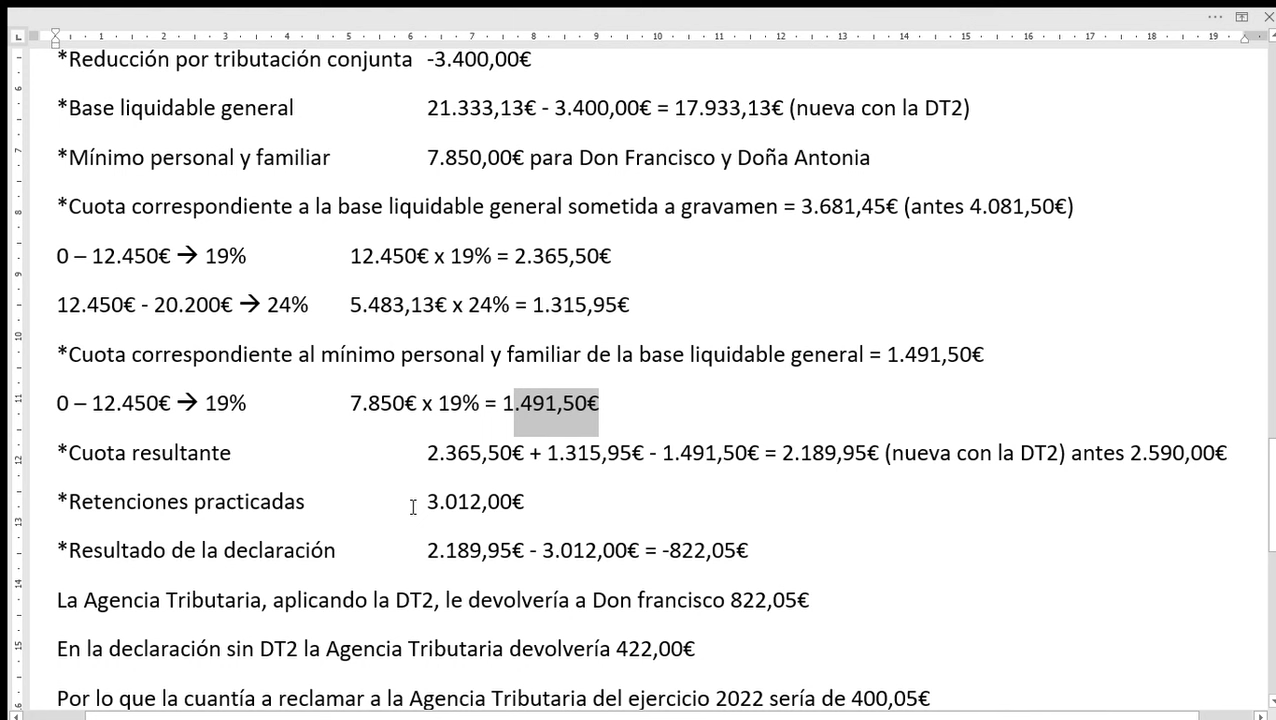 *Reducción por tributación conjunta -3.400,00€
*Base liquidable general 21.333,13€ - 3.400,00€ = 17.933,13€ (nueva con la DT2)
*Mínimo personal y familiar 7.850,00€ para Don Francisco y Doña Antonia
*Cuota correspondiente a la base liquidable general sometida a gravamen = 3.681,45€ (antes 4.081,50€)
0 – 12.450€ → 19% 12.450€ x 19% = 2.365,50€
12.450€ - 20.200€ → 24% 5.483,13€ x 24% = 1.315,95€
*Cuota correspondiente al mínimo personal y familiar de la base liquidable general = 1.491,50€
0 – 12.450€ → 19% 7.850€ x 19% = 1.491,50€
*Cuota resultante 2.365,50€ + 1.315,95€ - 1.491,50€ = 2.189,95€ (nueva con la DT2) antes 2.590,00€
*Retenciones practicadas 3.012,00€
*Resultado de la declaración 2.189,95€ - 3.012,00€ = -822,05€
La Agencia Tributaria, aplicando la DT2, le devolvería a Don francisco 822,05€
En la declaración sin DT2 la Agencia Tributaria devolvería 422,00€
Por lo que la cuantía a reclamar a la Agencia Tributaria del ejercicio 2022 sería de 400,05€